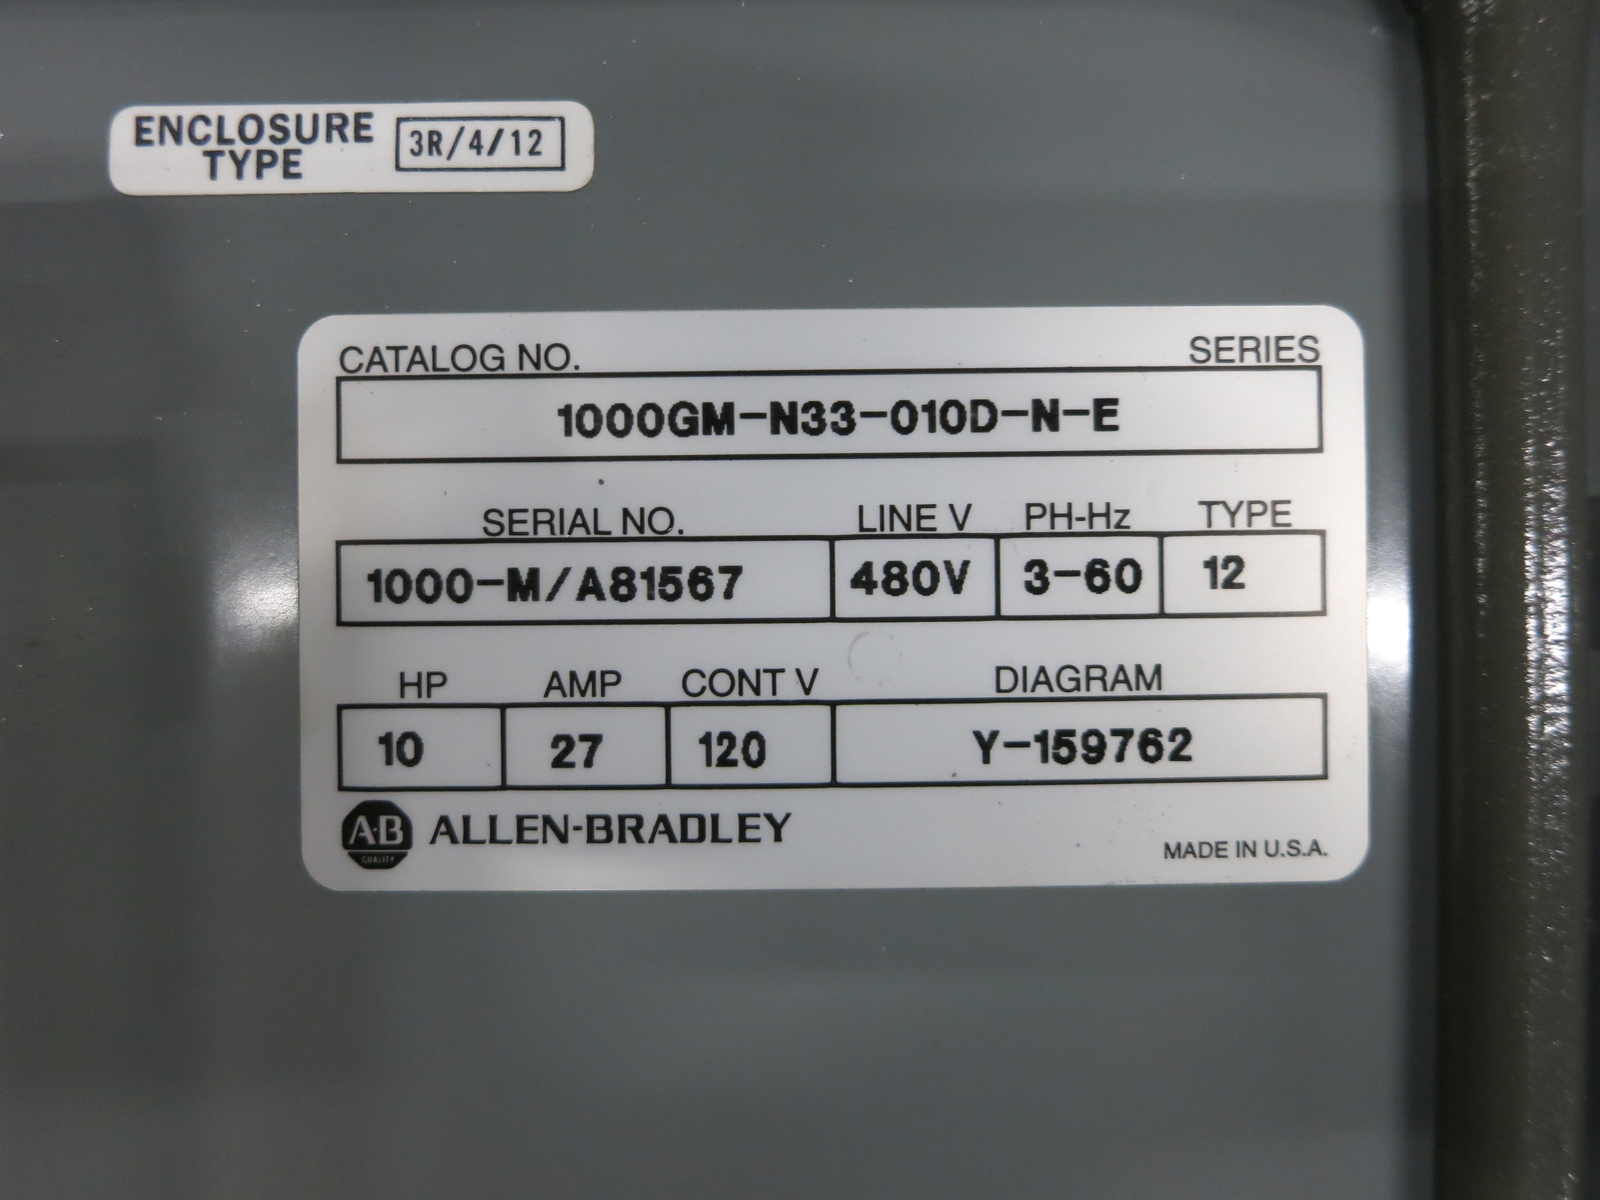 ENCLOSURE TYPE 3R/4/12
CATALOG NO. SERIES
1000GM-N33-010D-N-E
SERIAL NO. LINE V PH-Hz TYPE
1000-M/A81567 480V 3-60 12
HP AMP CONT V DIAGRAM
10 27 120 Y-159762
A-B QUALITY ALLEN-BRADLEY
MADE IN U.S.A.